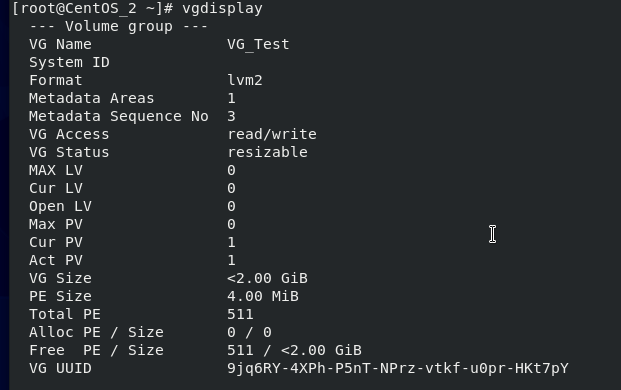 [root@CentOS_2 ~]# vgdisplay
--- Volume group ---
VG Name VG_Test
System ID
Format lvm2
Metadata Areas 1
Metadata Sequence No 3
VG Access read/write
VG Status resizable
MAX LV 0
Cur LV 0
Open LV 0
Max PV 0
Cur PV 1
Act PV 1
VG Size <2.00 GiB
PE Size 4.00 MiB
Total PE 511
Alloc PE / Size 0 / 0
Free PE / Size 511 / <2.00 GiB
VG UUID 9jq6RY-4XPh-P5nT-NPrz-vtkf-u0pr-HKt7pY